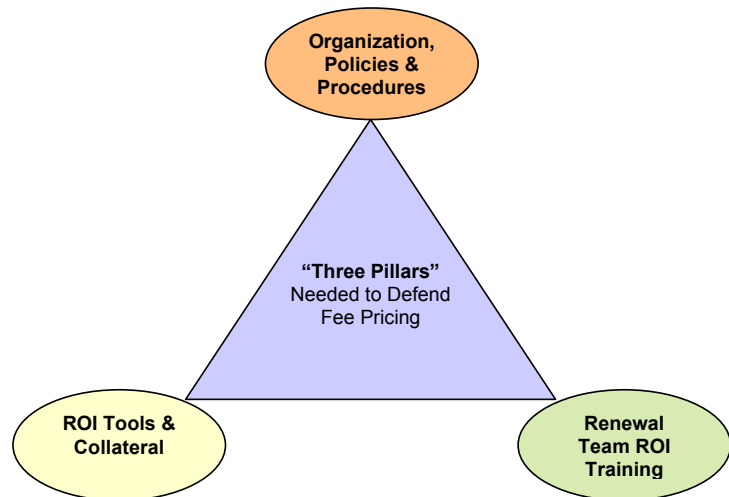 Organization,
Policies &
Procedures
“Three Pillars”
Needed to Defend
Fee Pricing
ROI Tools &
Collateral
Renewal
Team ROI
Training